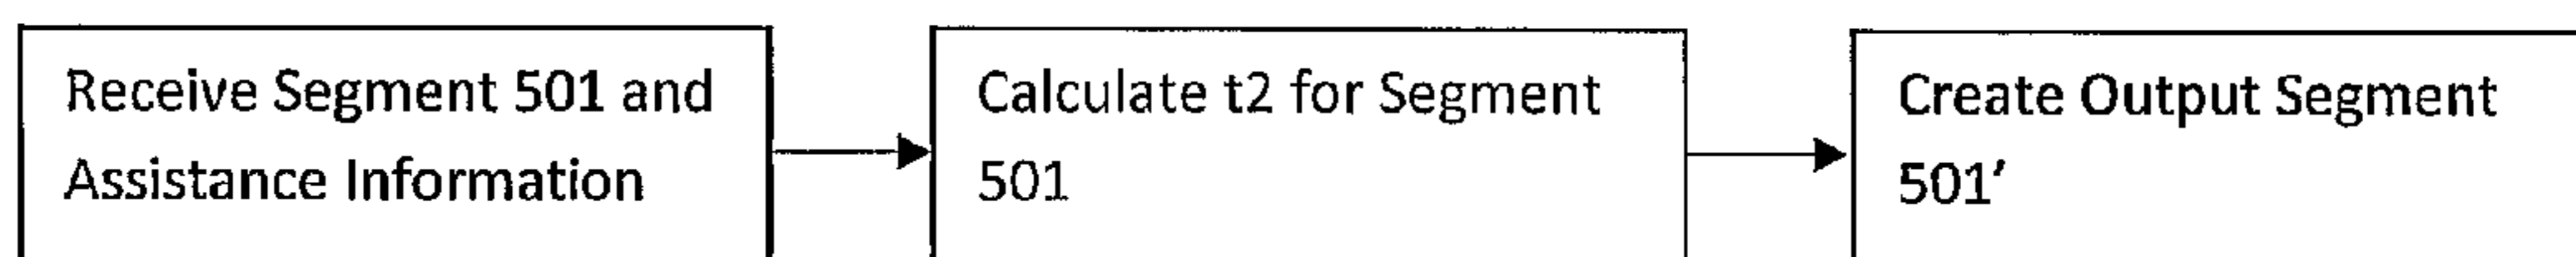 Receive Segment 501 and
Assistance Information
Calculate t2 for Segment
501
Create Output Segment
501′